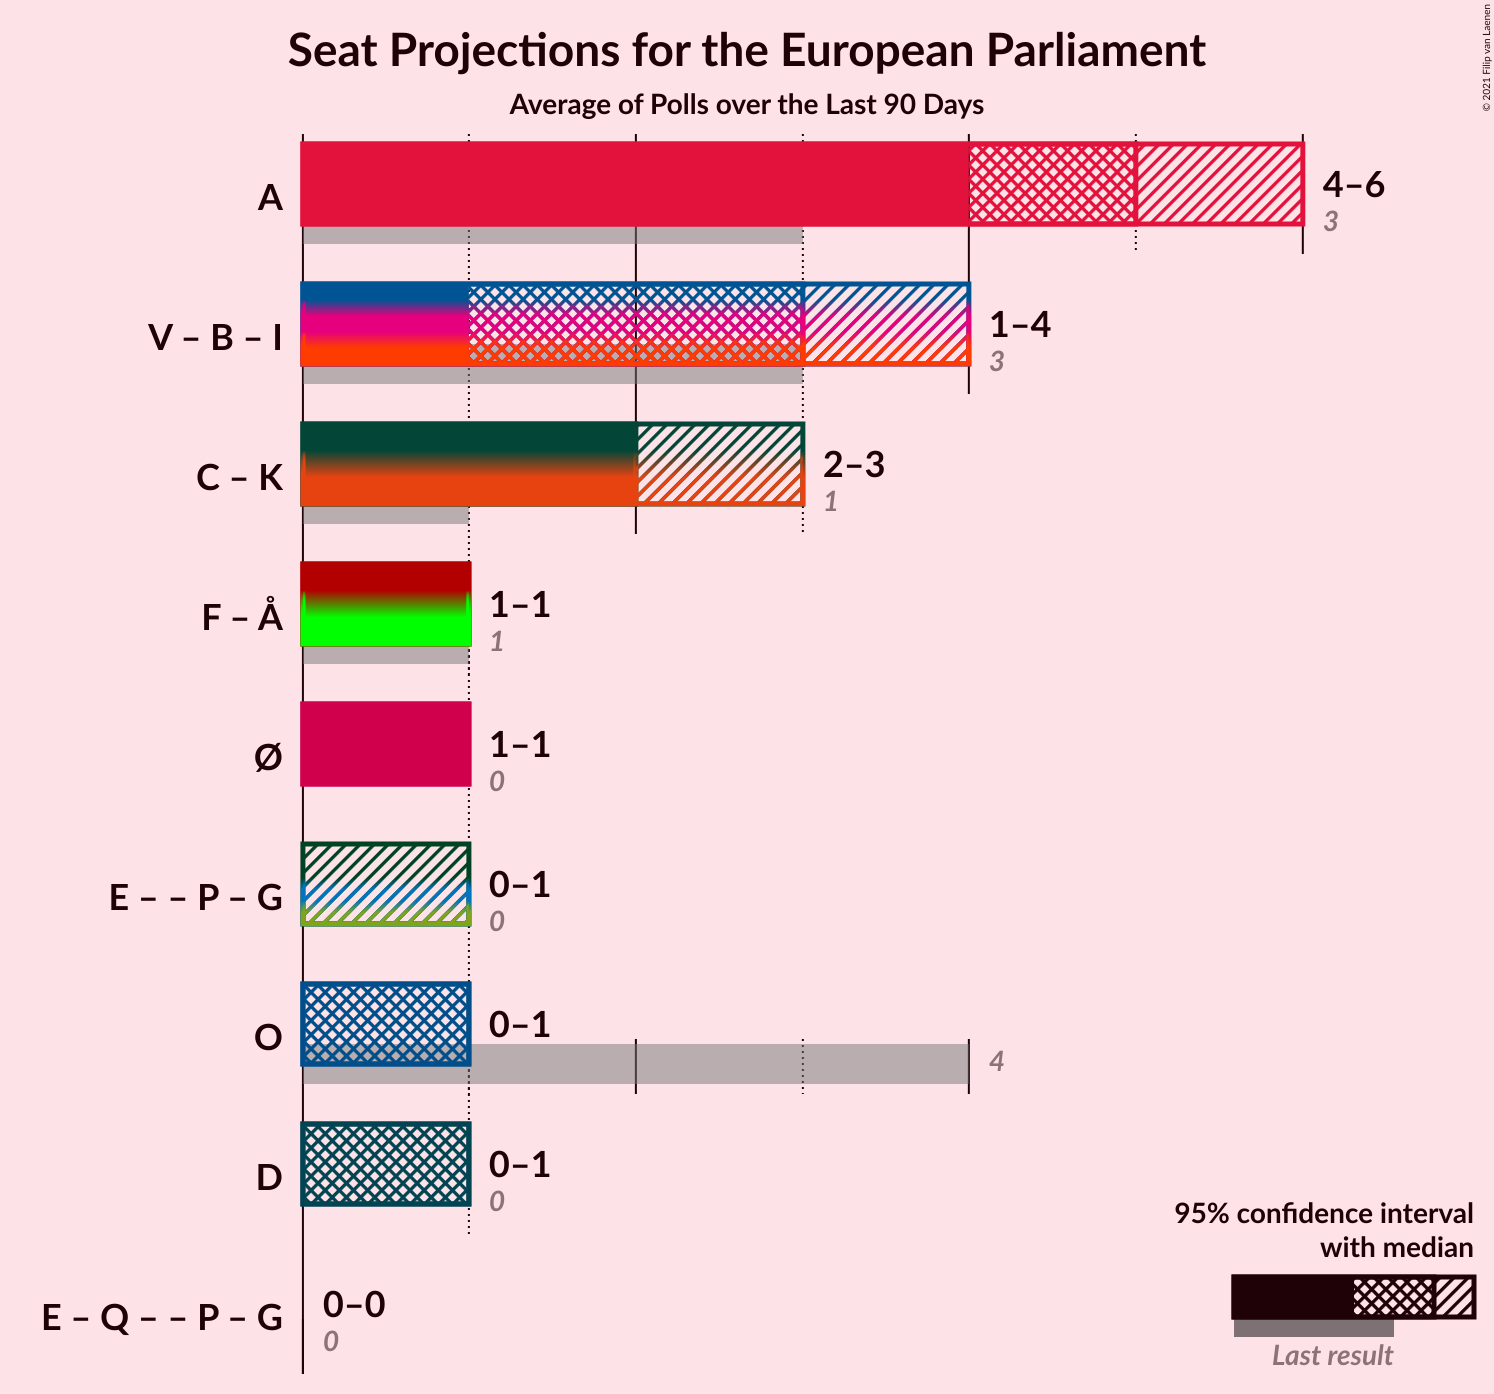 Seat Projections for the European Parliament
Average of Polls over the Last 90 Days
© 2021 Filip van Laenen
A
4–6
3
V – B – I
1–4
3
C – K
2–3
1
F – Å
1–1
1
Ø
1–1
0
E – – P – G
0–1
0
O
0–1
4
D
0–1
0
E – Q – – P – G
0–0
0
95% confidence interval
with median
Last result